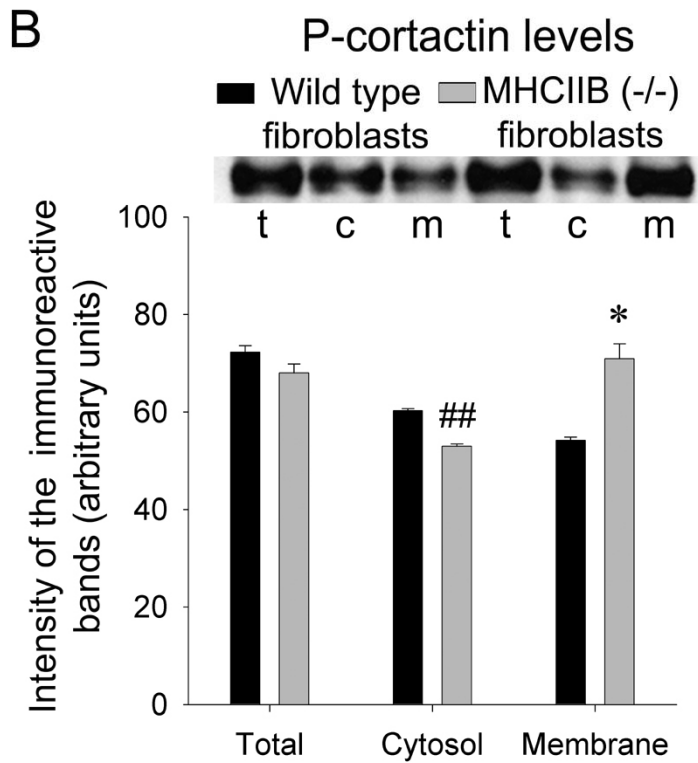 B
P-cortactin levels
Wild type MHCIIB (-/-)
fibroblasts fibroblasts
t c m t c m
Intensity of the immunoreactive
bands (arbitrary units)
100
80
60
40
20
0
*
##
Total Cytosol Membrane